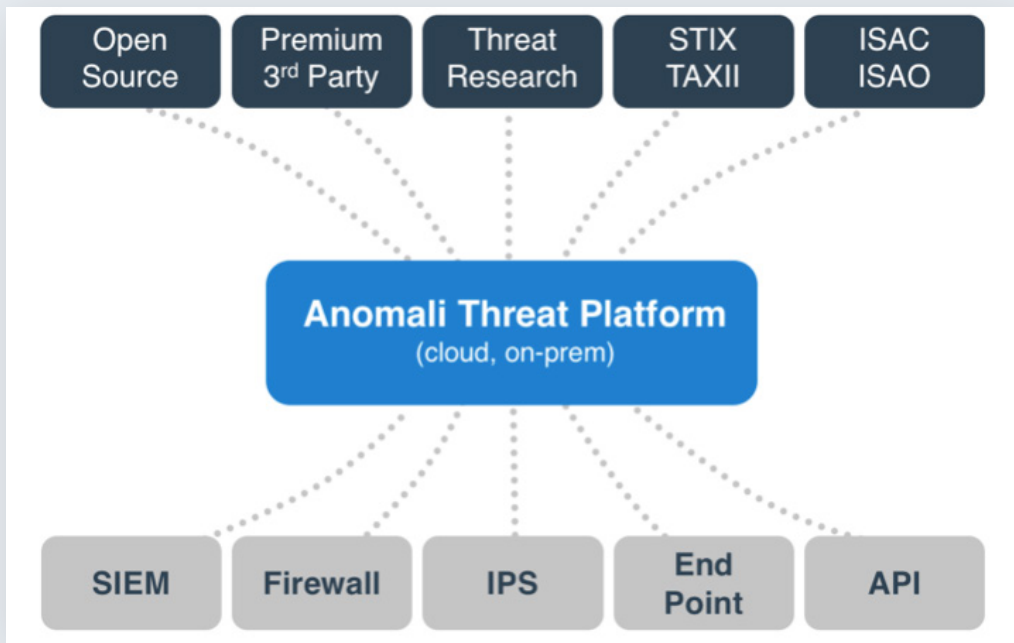 Open
Source
Premium
3rd Party
Threat
Research
STIX
TAXII
ISAC
ISAO
Anomali Threat Platform
(cloud, on-prem)
SIEM
Firewall
IPS
End
Point
API